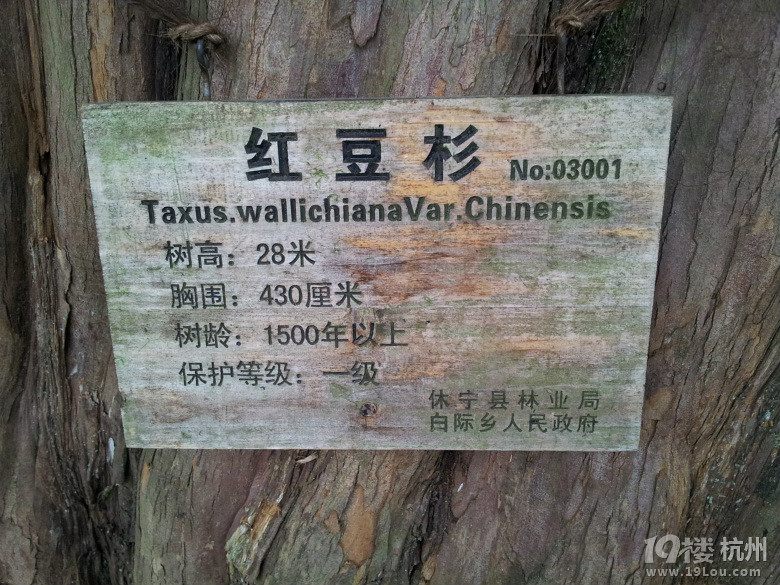 红豆杉 No:03001
Taxus.wallichianaVar.Chinensis
树高：28米
胸围：430厘米
树龄：1500年以上
保护等级：一级
休宁县林业局
白际乡人民政府
19楼 杭州
www.19Lou.com